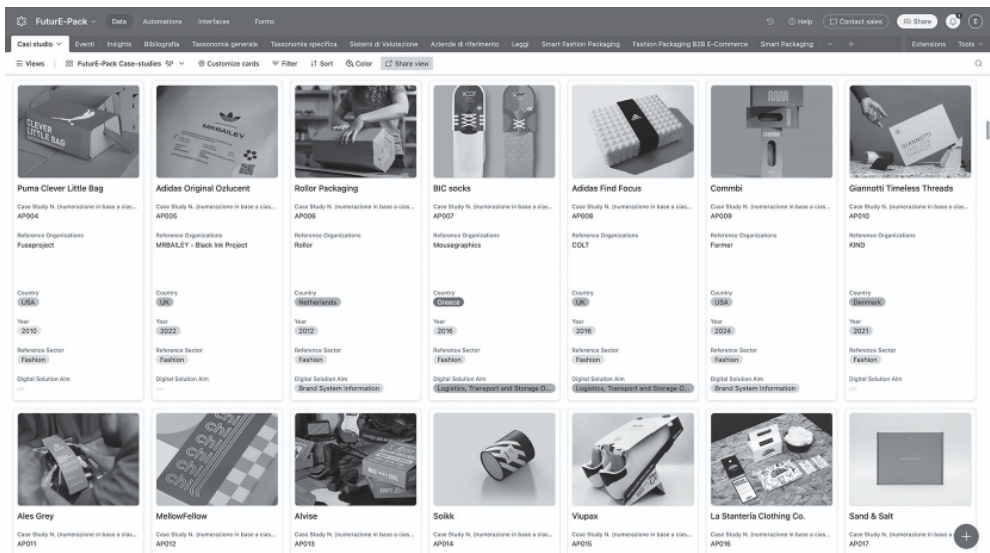 FuturE-Pack Data Automations Interfaces Forms Help Contact sales Share E
Casi studio Eventi Insights Bibliografia Tassonomia generale Tassonomia specifica Sistemi di Valutazione Aziende di riferimento Leggi Smart Fashion Packaging Fashion Packaging B2B E-Commerce Smart Packaging + Extensions Tools
Views FuturE-Pack Case-studies Customize cards Filter Sort Color Share view
CLEVER LITTLE BAG
MRBAILEY
GIANNOTTI TIMELESS THREADS
Puma Clever Little Bag Adidas Original Ozlucent Rollor Packaging BIC socks Adidas Find Focus Commbi Giannotti Timeless Threads
Case Study N. (numerazione in base a clas... Case Study N. (numerazione in base a clas... Case Study N. (numerazione in base a clas... Case Study N. (numerazione in base a clas... Case Study N. (numerazione in base a clas... Case Study N. (numerazione in base a clas... Case Study N. (numerazione in base a clas...
AP004 AP005 AP006 AP007 AP008 AP009 AP010
Reference Organizations Reference Organizations Reference Organizations Reference Organizations Reference Organizations Reference Organizations Reference Organizations
Fuseproject MRBAILEY - Black Ink Project Rollor Mousegraphics COLT Former KIND
Country Country Country Country Country Country Country
USA UK Netherlands Greece UK USA Denmark
Year Year Year Year Year Year Year
2010 2022 2012 2016 2016 2024 2021
Reference Sector Reference Sector Reference Sector Reference Sector Reference Sector Reference Sector Reference Sector
Fashion Fashion Fashion Fashion Fashion Fashion Fashion
Digital Solution Aim Digital Solution Aim Digital Solution Aim Digital Solution Aim Digital Solution Aim Digital Solution Aim Digital Solution Aim
Brand System Information Logistics, Transport and Storage O... Logistics, Transport and Storage O... Brand System Information
chi chi chi chi chi
Ales Grey MellowFellow Alvise Soikk Viupax La Stantería Clothing Co. Sand & Salt
Case Study N. (numerazione in base a clas... Case Study N. (numerazione in base a clas... Case Study N. (numerazione in base a clas... Case Study N. (numerazione in base a clas... Case Study N. (numerazione in base a clas... Case Study N. (numerazione in base a clas... Case Study N. (numerazione in base a
AP011 AP012 AP013 AP014 AP015 AP016 AP017